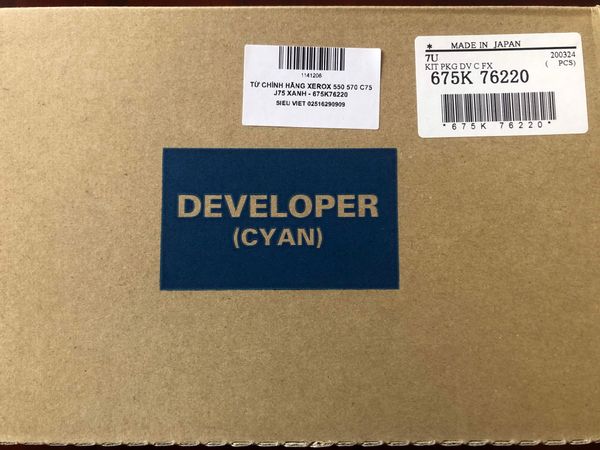 1141206
TỪ CHÍNH HÃNG XEROX 550 570 C75
J75 XANH - 675K76220
SIEU VIET 02516290909
* MADE IN JAPAN
7U 200324
KIT PKG DV C FX ( PCS)
675K 76220
*675K 76220*
DEVELOPER
(CYAN)